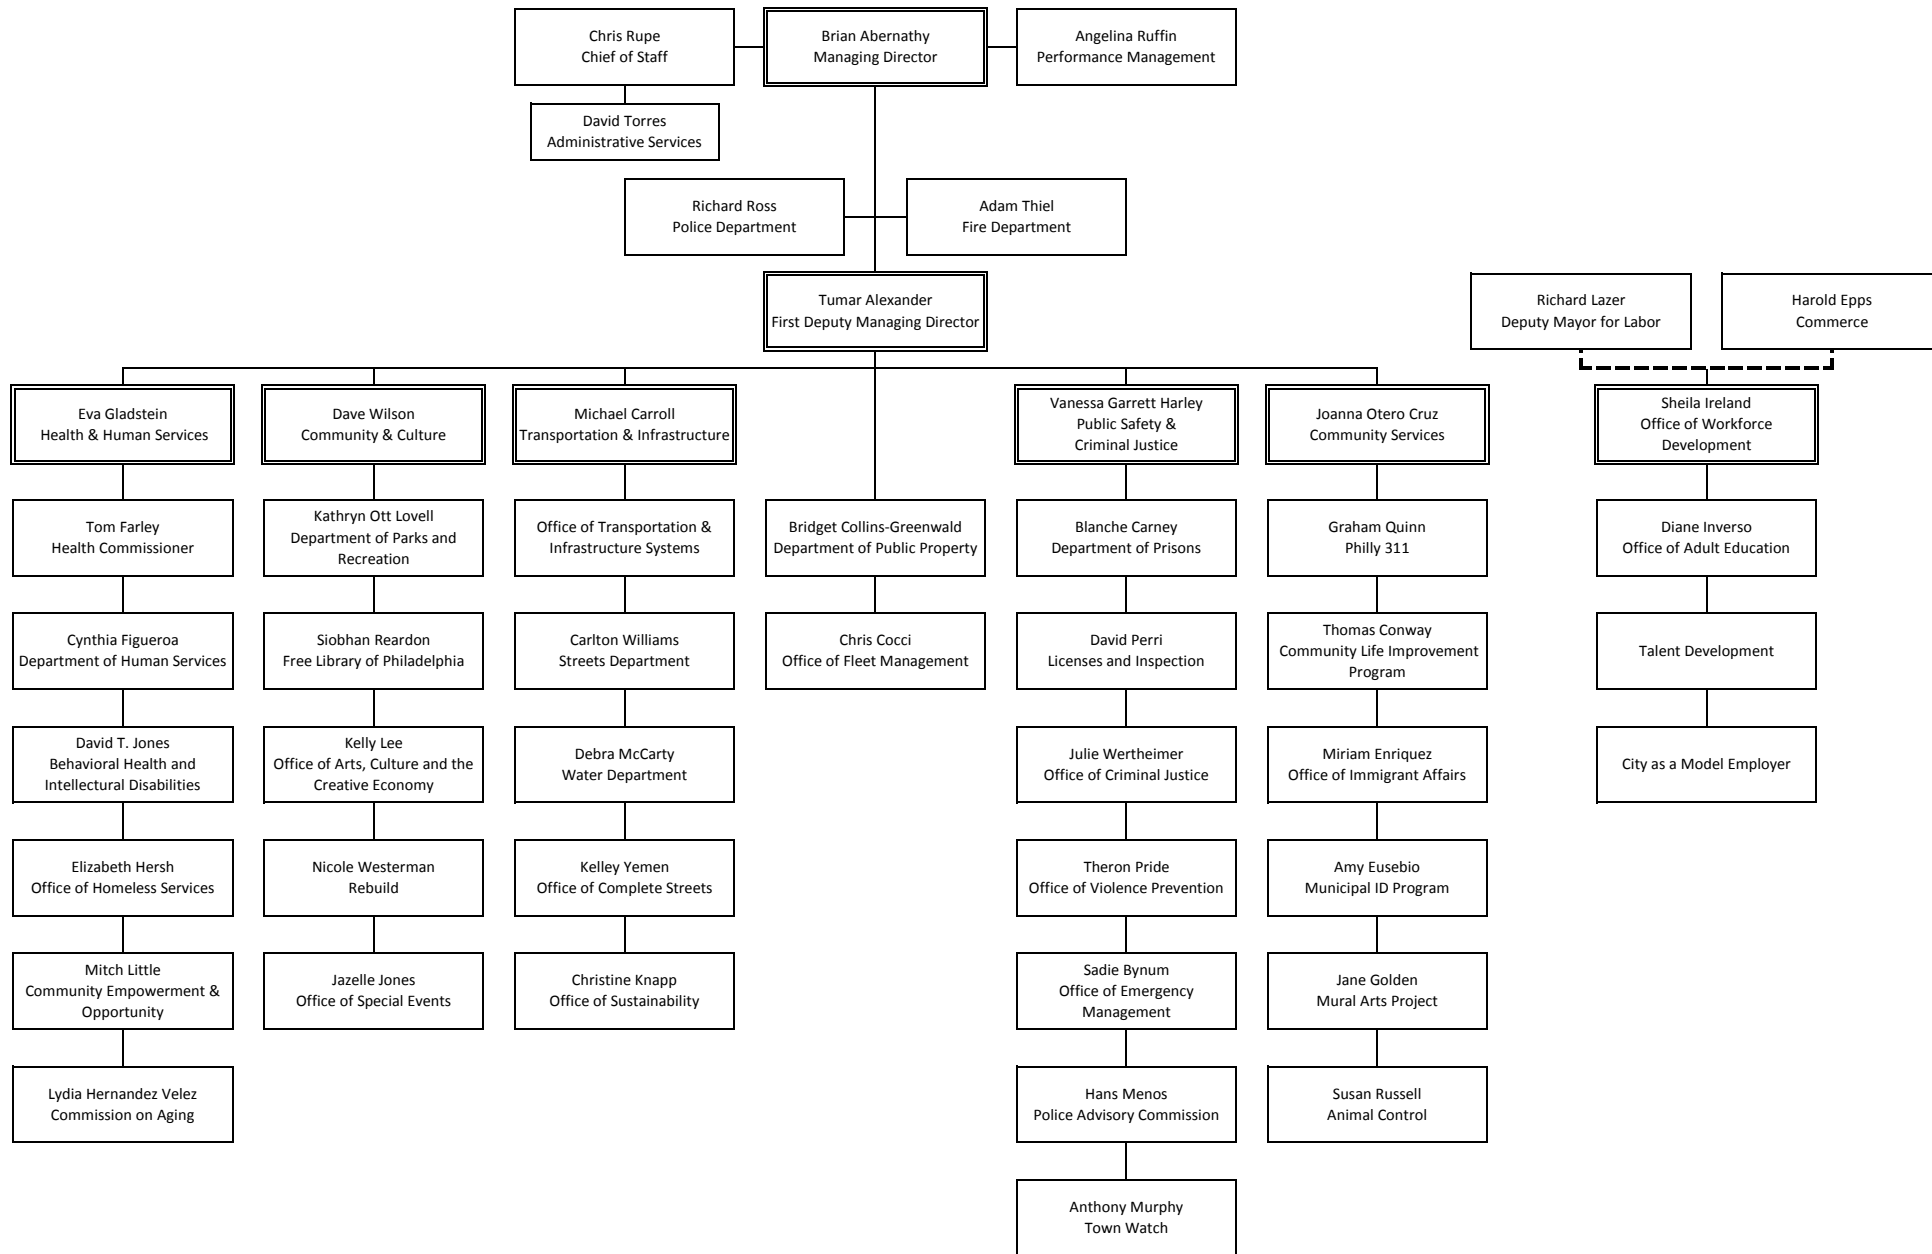 Chris Rupe
Chief of Staff
Brian Abernathy
Managing Director
Angelina Ruffin
Performance Management
David Torres
Administrative Services
Richard Ross
Police Department
Adam Thiel
Fire Department
Tumar Alexander
First Deputy Managing Director
Richard Lazer
Deputy Mayor for Labor
Harold Epps
Commerce
Eva Gladstein
Health & Human Services
Dave Wilson
Community & Culture
Michael Carroll
Transportation & Infrastructure
Vanessa Garrett Harley
Public Safety &
Criminal Justice
Joanna Otero Cruz
Community Services
Sheila Ireland
Office of Workforce
Development
Tom Farley
Health Commissioner
Kathryn Ott Lovell
Department of Parks and
Recreation
Office of Transportation &
Infrastructure Systems
Bridget Collins-Greenwald
Department of Public Property
Blanche Carney
Department of Prisons
Graham Quinn
Philly 311
Diane Inverso
Office of Adult Education
Cynthia Figueroa
Department of Human Services
Siobhan Reardon
Free Library of Philadelphia
Carlton Williams
Streets Department
Chris Cocci
Office of Fleet Management
David Perri
Licenses and Inspection
Thomas Conway
Community Life Improvement
Program
Talent Development
David T. Jones
Behavioral Health and
Intellectural Disabilities
Kelly Lee
Office of Arts, Culture and the
Creative Economy
Debra McCarty
Water Department
Julie Wertheimer
Office of Criminal Justice
Miriam Enriquez
Office of Immigrant Affairs
City as a Model Employer
Elizabeth Hersh
Office of Homeless Services
Nicole Westerman
Rebuild
Kelley Yemen
Office of Complete Streets
Theron Pride
Office of Violence Prevention
Amy Eusebio
Municipal ID Program
Mitch Little
Community Empowerment &
Opportunity
Jazelle Jones
Office of Special Events
Christine Knapp
Office of Sustainability
Sadie Bynum
Office of Emergency
Management
Jane Golden
Mural Arts Project
Lydia Hernandez Velez
Commission on Aging
Hans Menos
Police Advisory Commission
Susan Russell
Animal Control
Anthony Murphy
Town Watch